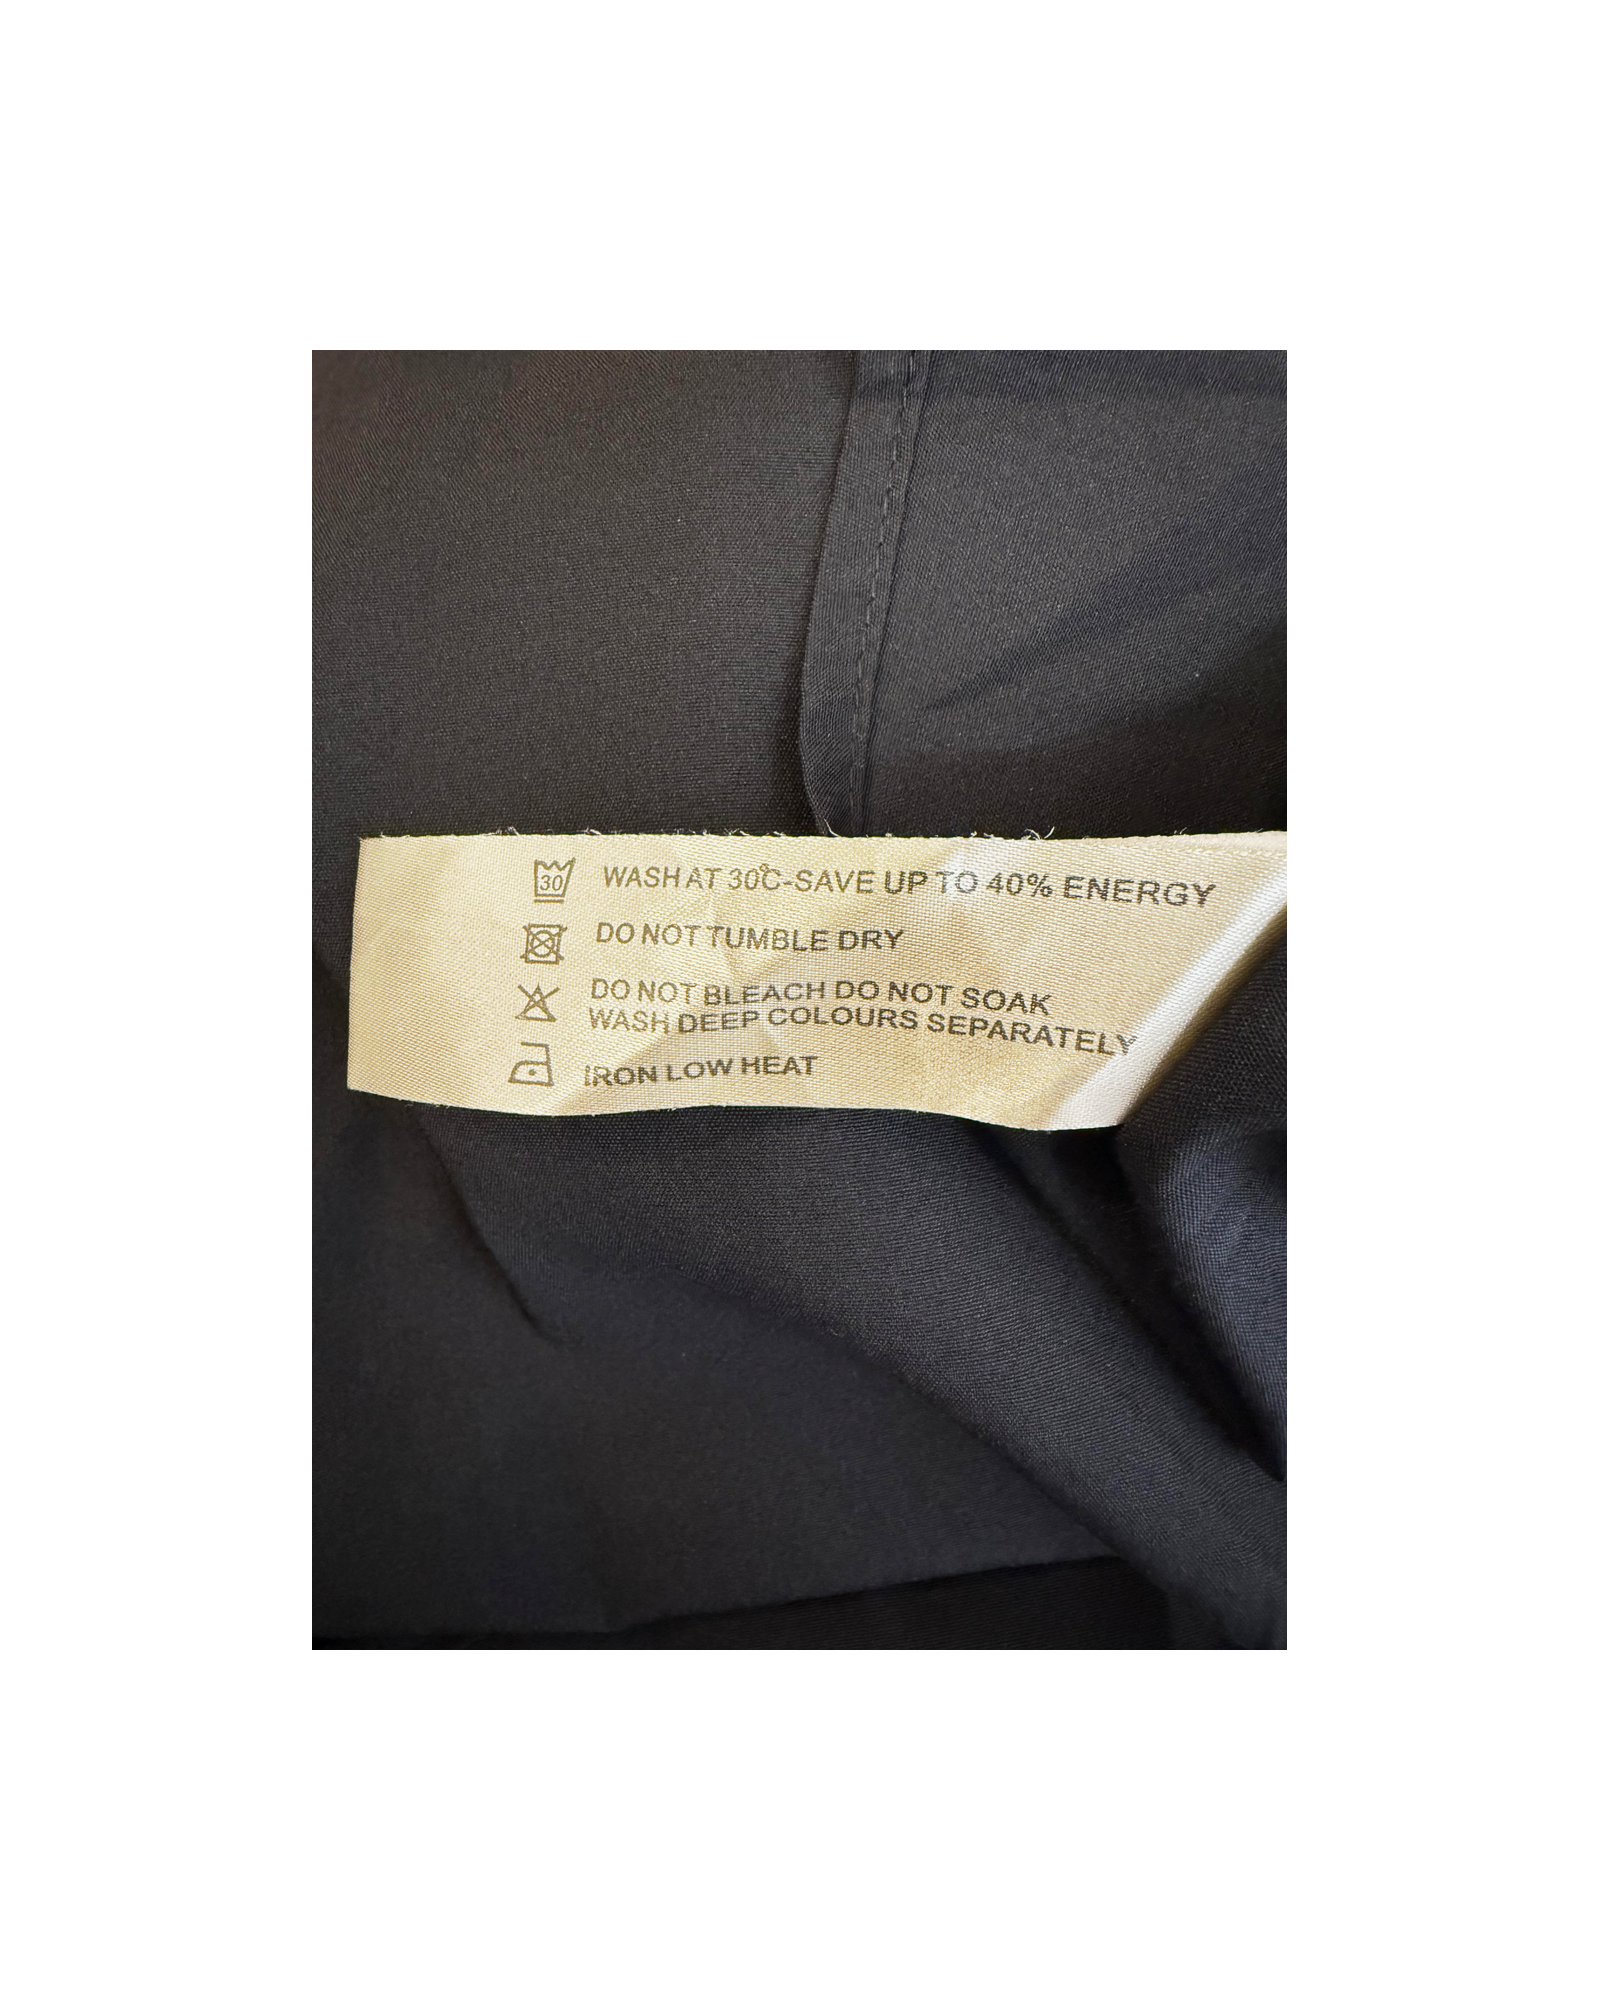 30 WASH AT 30°C-SAVE UP TO 40% ENERGY
DO NOT TUMBLE DRY
DO NOT BLEACH DO NOT SOAK
WASH DEEP COLOURS SEPARATELY
IRON LOW HEAT